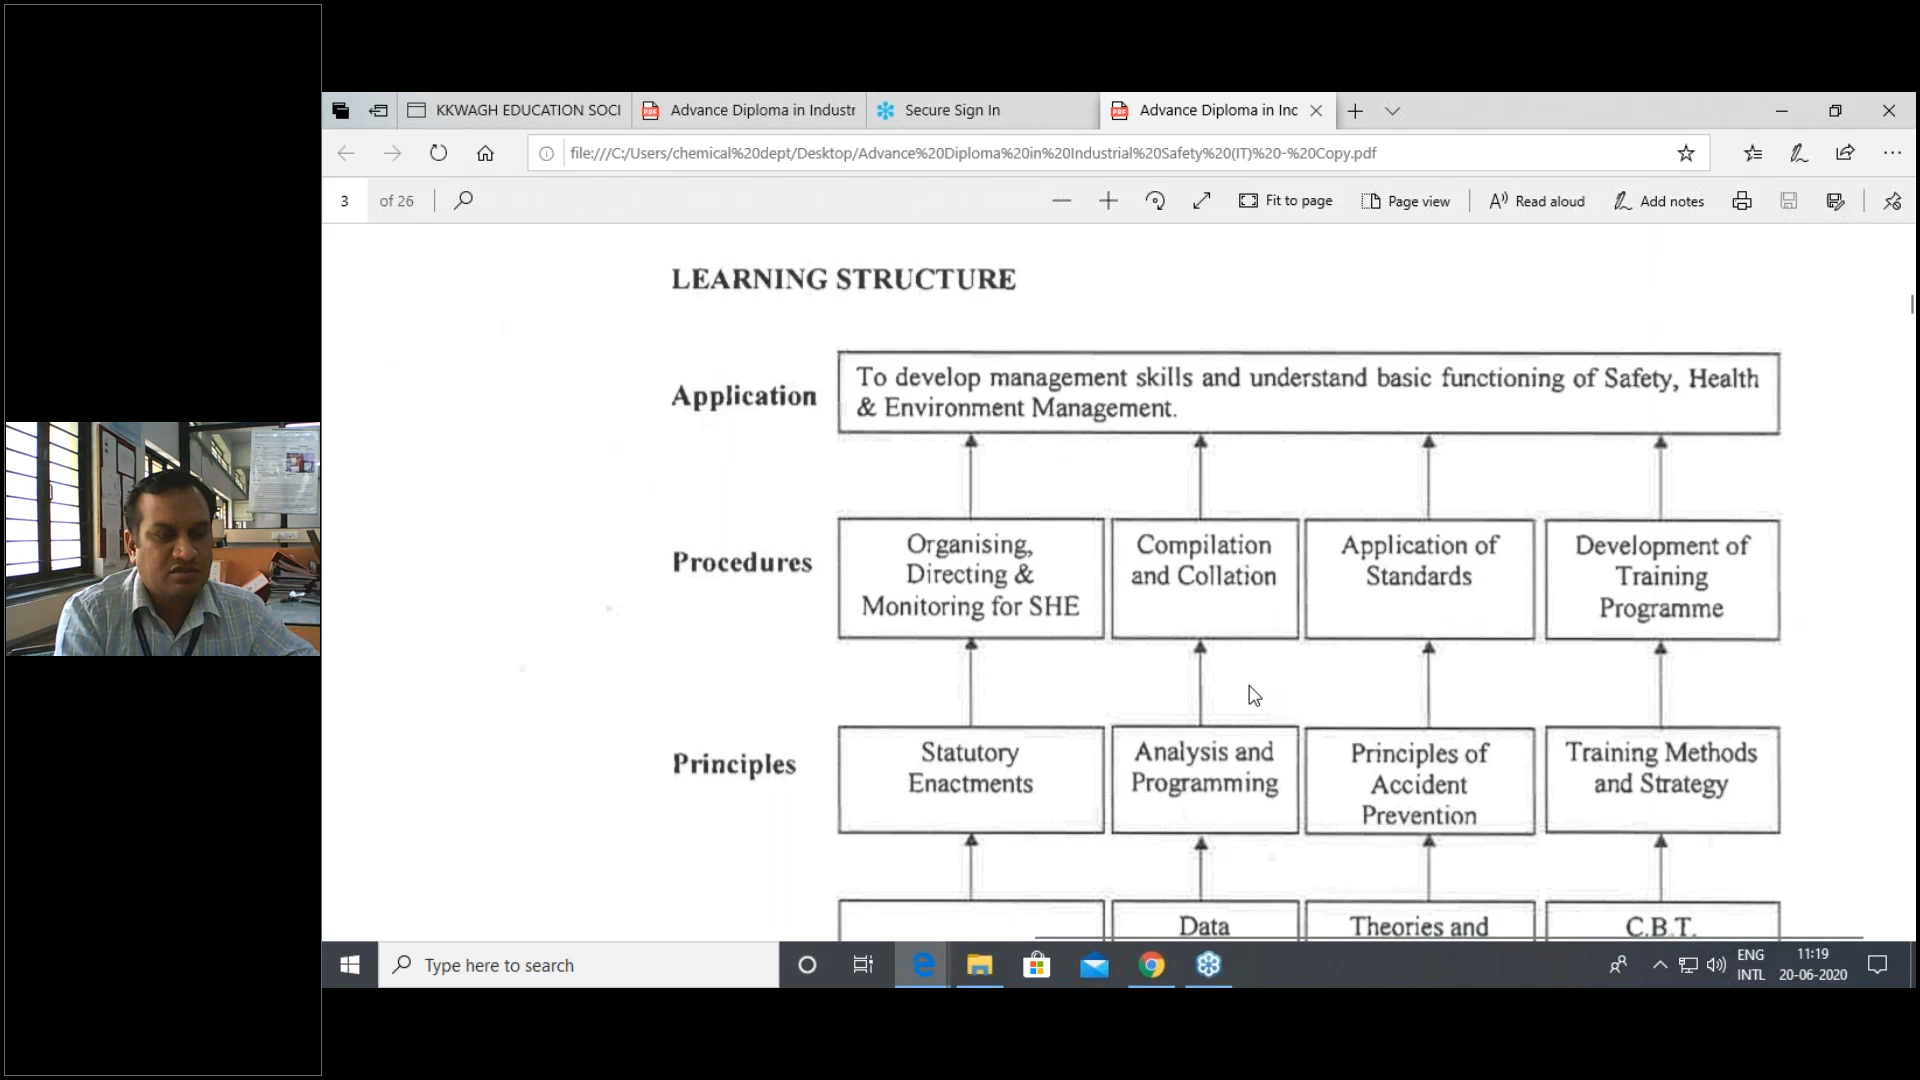 KKWAGH EDUCATION SOCI
Advance Diploma in Industr
Secure Sign In
Advance Diploma in Inc
file:///C:/Users/chemical%20dept/Desktop/Advance%20Diploma%20in%20Industrial%20Safety%20(IT)%20-%20Copy.pdf
3 of 26
Fit to page
Page view
Read aloud
Add notes
LEARNING STRUCTURE
Application
To develop management skills and understand basic functioning of Safety, Health
& Environment Management.
Procedures
Organising,
Directing &
Monitoring for SHE
Compilation
and Collation
Application of
Standards
Development of
Training
Programme
Principles
Statutory
Enactments
Analysis and
Programming
Principles of
Accident
Prevention
Training Methods
and Strategy
Data
Theories and
C.B.T.
Type here to search
ENG
INTL
11:19
20-06-2020